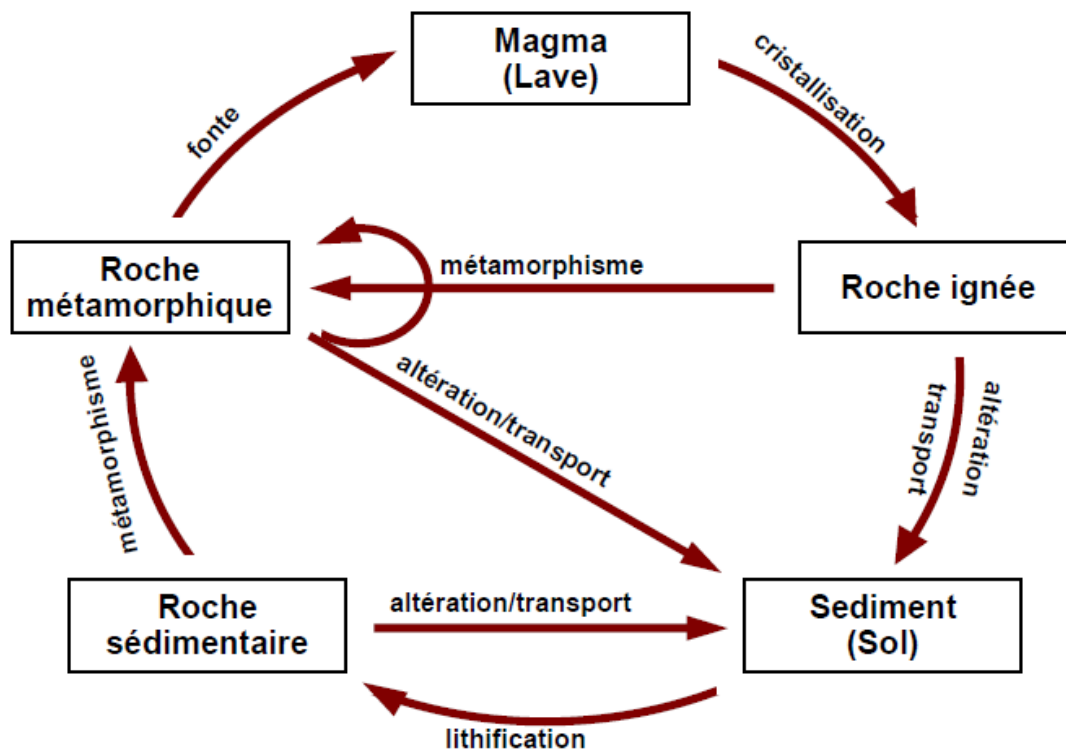 Magma
(Lave)
cristallisation
fonte
Roche
métamorphique
métamorphisme
Roche ignée
altération
transport
altération/transport
métamorphisme
Roche
sédimentaire
altération/transport
Sediment
(Sol)
lithification